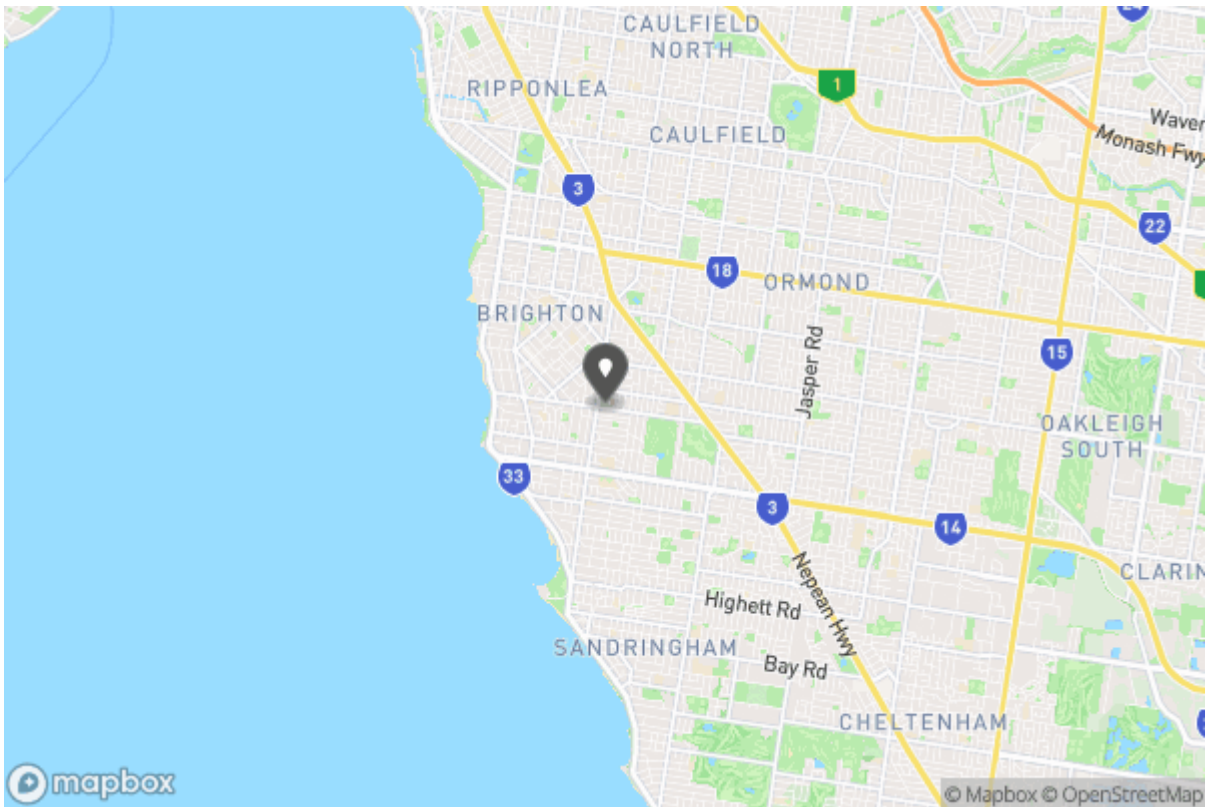 24
CAULFIELD
NORTH
1
RIPPONLEA
Waver
CAULFIELD
Monash Fwy
3
22
18
ORMOND
BRIGHTON
15
Jasper Rd
OAKLEIGH
SOUTH
33
3
14
Nepean Hwy
CLARIN
Highett Rd
SANDRINGHAM
Bay Rd
CHELTENHAM
mapbox
© Mapbox © OpenStreetMap